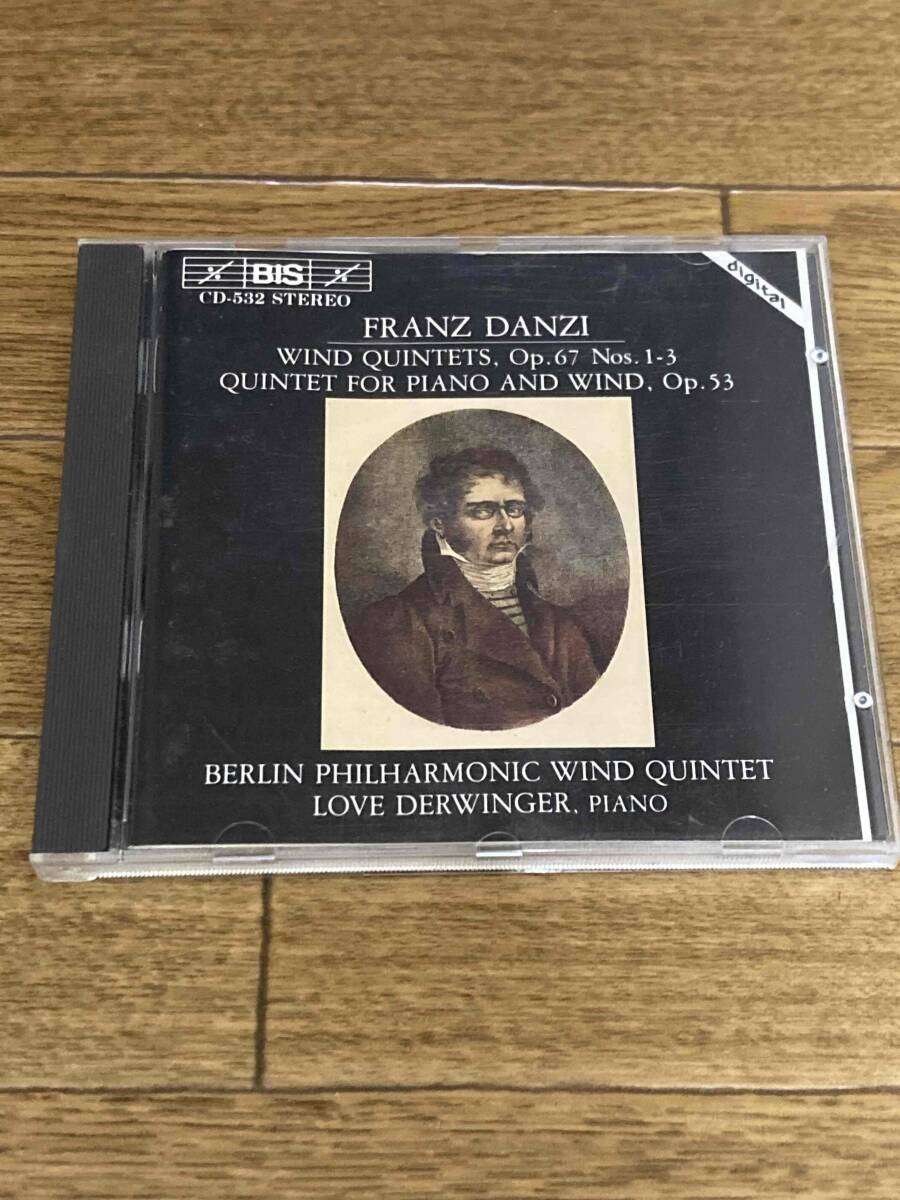 BIS
CD-532 STEREO
digital
FRANZ DANZI
WIND QUINTETS, Op.67 Nos.1-3
QUINTET FOR PIANO AND WIND, Op.53
BERLIN PHILHARMONIC WIND QUINTET
LOVE DERWINGER, PIANO